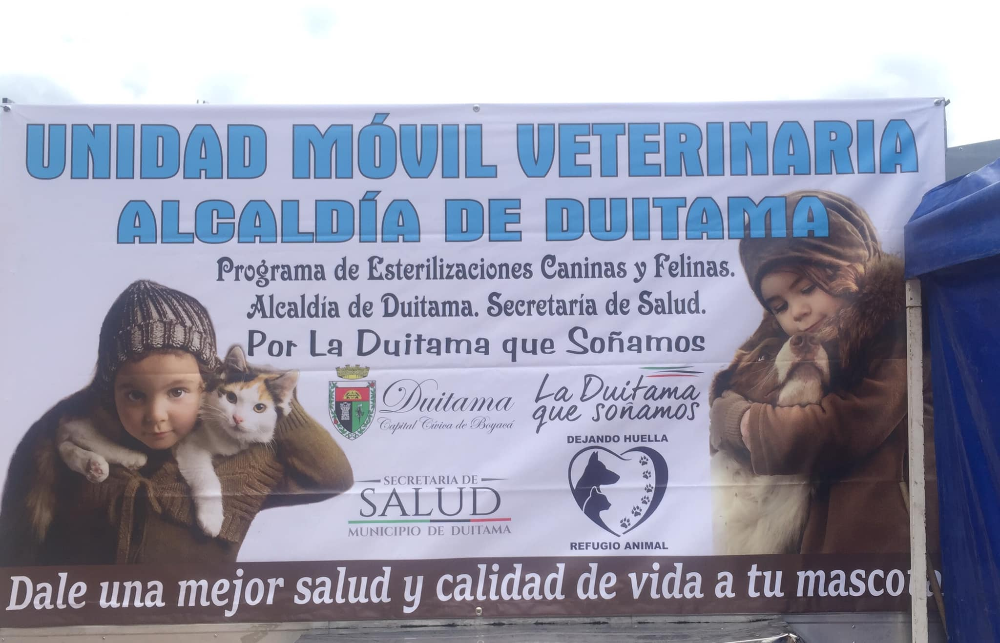 UNIDAD MÓVIL VETERINARIA
ALCALDÍA DE DUITAMA
Programa de Esterilizaciones Caninas y Felinas.
Alcaldía de Duitama. Secretaría de Salud.
Por La Duitama que Soñamos
Duitama
Capital Cívica de Boyacá
La Duitama
que soñamos
DEJANDO HUELLA
REFUGIO ANIMAL
SECRETARIA DE
SALUD
MUNICIPIO DE DUITAMA
Dale una mejor salud y calidad de vida a tu mascota